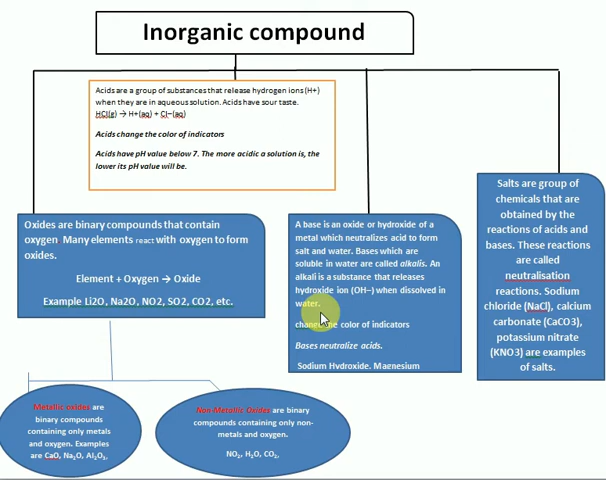 Inorganic compound
Acids are a group of substances that release hydrogen ions (H+)
when they are in aqueous solution. Acids have sour taste.
HCl(g) → H+(aq) + Cl−(aq)
Acids change the color of indicators
Acids have pH value below 7. The more acidic a solution is, the
lower its pH value will be.
Oxides are binary compounds that contain
oxygen. Many elements react with oxygen to form
oxides.
Element + Oxygen → Oxide
Example Li2O, Na2O, NO2, SO2, CO2, etc.
A base is an oxide or hydroxide of a
metal which neutralizes acid to form
salt and water. Bases which are
soluble in water are called alkalis. An
alkali is a substance that releases
hydroxide ion (OH−) when dissolved in
water.
the color of indicators
Bases neutralize acids.
Sodium Hydroxide. Magnesium
Salts are group of
chemicals that are
obtained by the
reactions of acids and
bases. These reactions
are called
neutralisation
reactions. Sodium
chloride (NaCl), calcium
carbonate (CaCO3),
potassium nitrate
(KNO3) are examples
of salts.
Metallic oxides are
binary compounds
containing only metals
and oxygen. Examples
are CaO, Na₂O, Al₂O₃,
Non-Metallic Oxides are binary
compounds containing only non-
metals and oxygen.
NO₂, H₂O, CO₂,